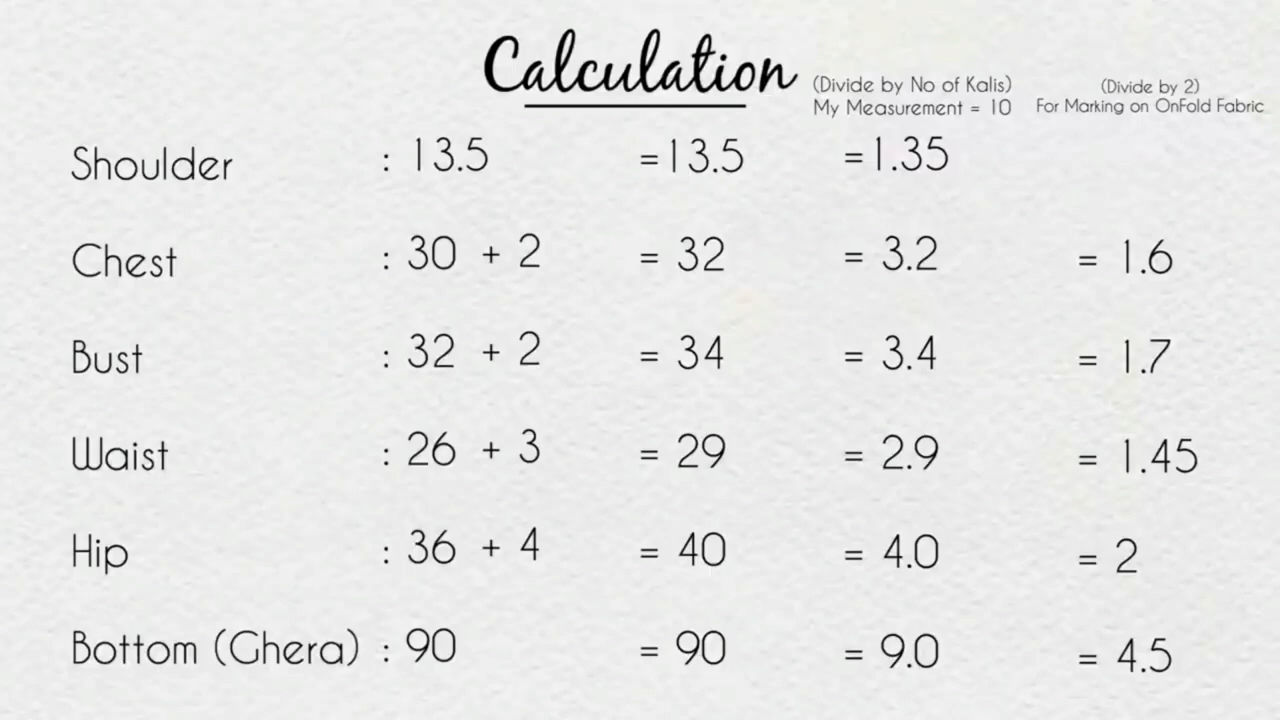 Calculation
(Divide by No of Kalis)
My Measurement = 10
(Divide by 2)
For Marking on OnFold Fabric
Shoulder : 13.5 =13.5 =1.35
Chest : 30 + 2 = 32 = 3.2 = 1.6
Bust : 32 + 2 = 34 = 3.4 = 1.7
Waist : 26 + 3 = 29 = 2.9 = 1.45
Hip : 36 + 4 = 40 = 4.0 = 2
Bottom (Ghera) : 90 = 90 = 9.0 = 4.5